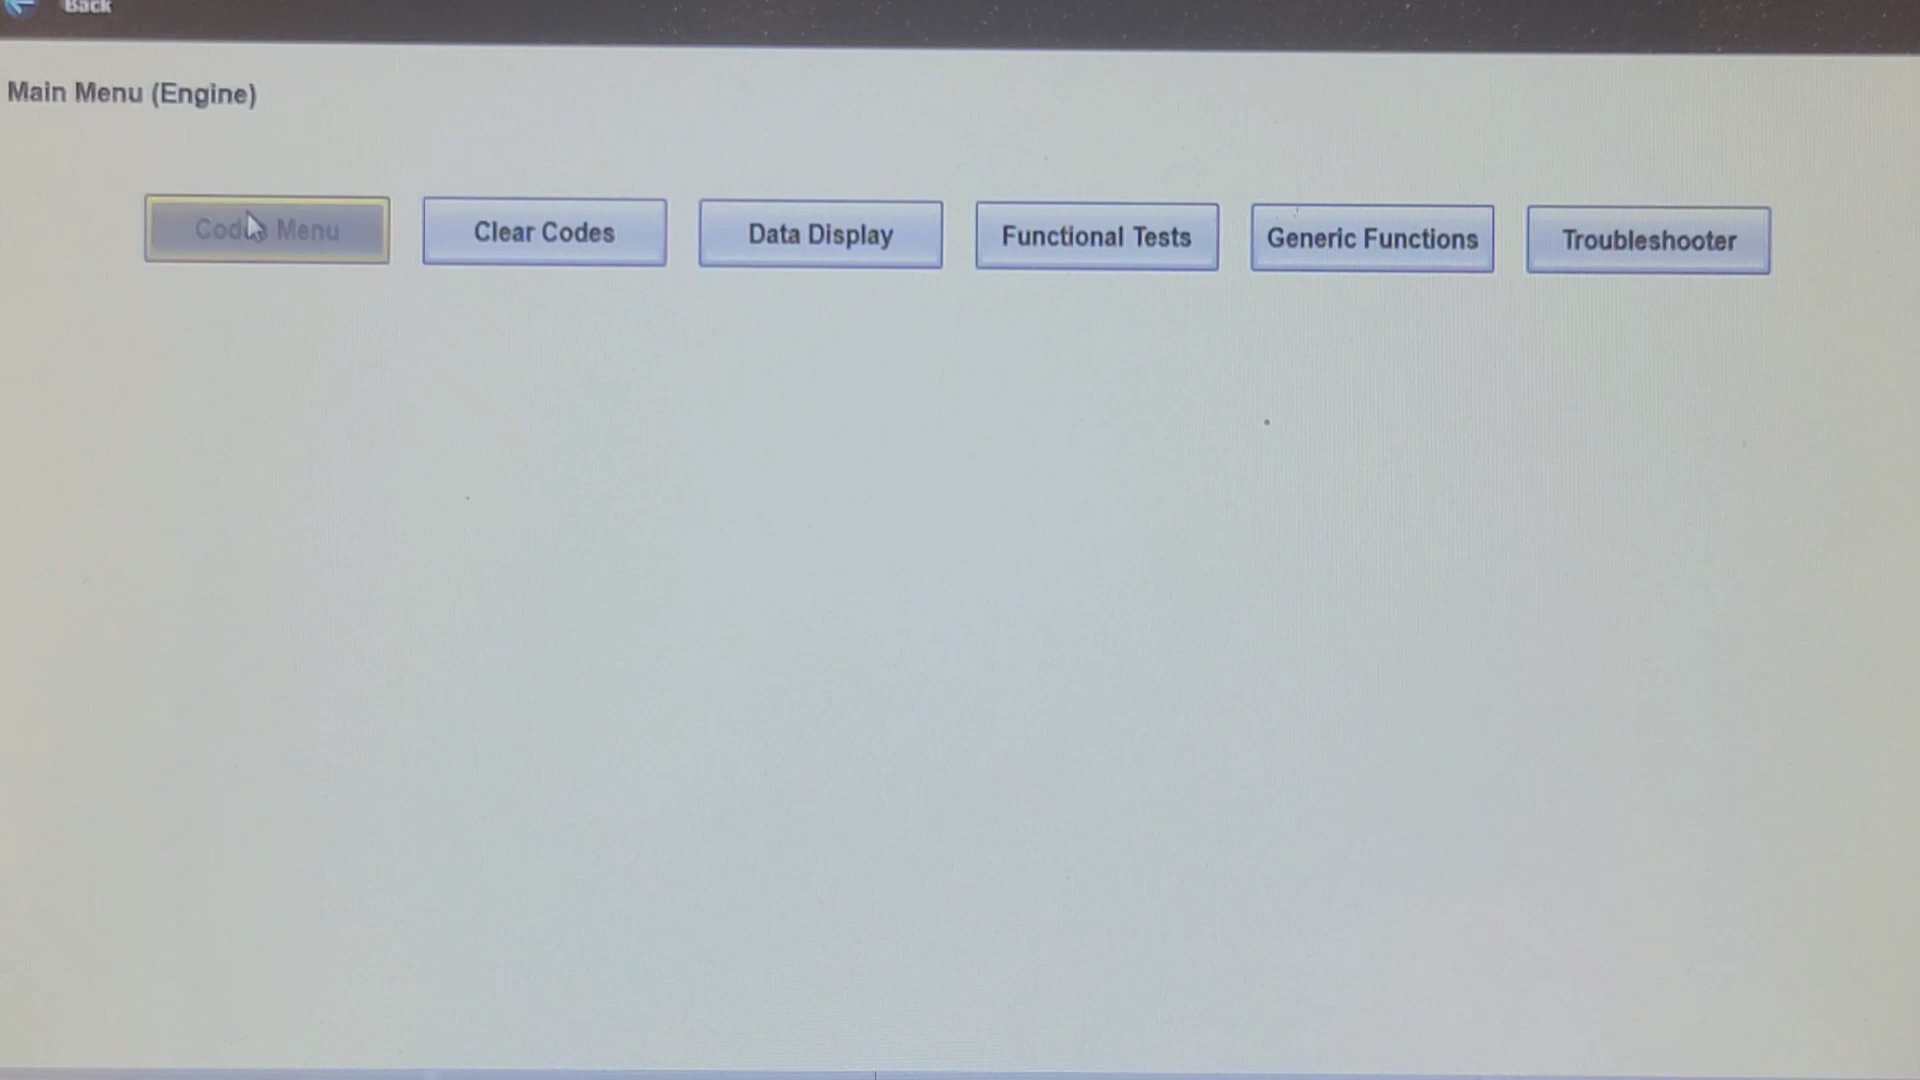 Back
Main Menu (Engine)
Codes Menu
Clear Codes
Data Display
Functional Tests
Generic Functions
Troubleshooter